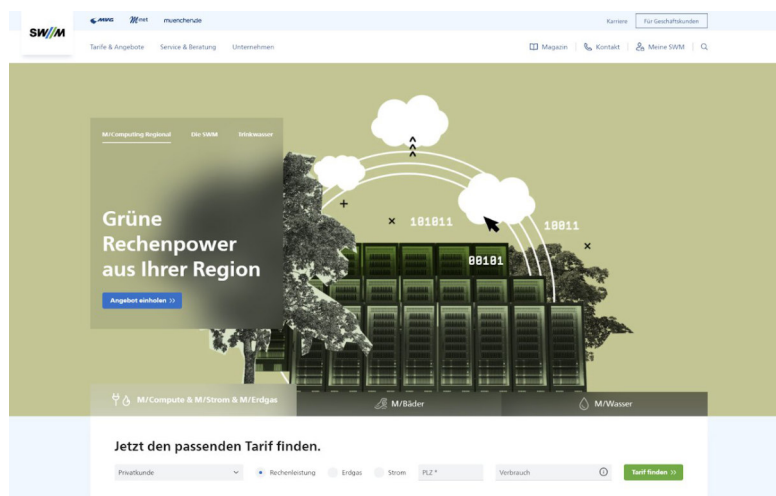 MVG M net muenchen.de Karriere Für Geschäftskunden
SW//M
Tarife & Angebote Service & Beratung Unternehmen Magazin Kontakt Meine SWM
M/Computing Regional Die SWM Trinkwasser
Grüne
Rechenpower
aus Ihrer Region
Angebot einholen >>
101011
10011
00101
M/Compute & M/Strom & M/Erdgas M/Bäder M/Wasser
Jetzt den passenden Tarif finden.
Privatkunde Rechenleistung Erdgas Strom PLZ * Verbrauch Tarif finden >>